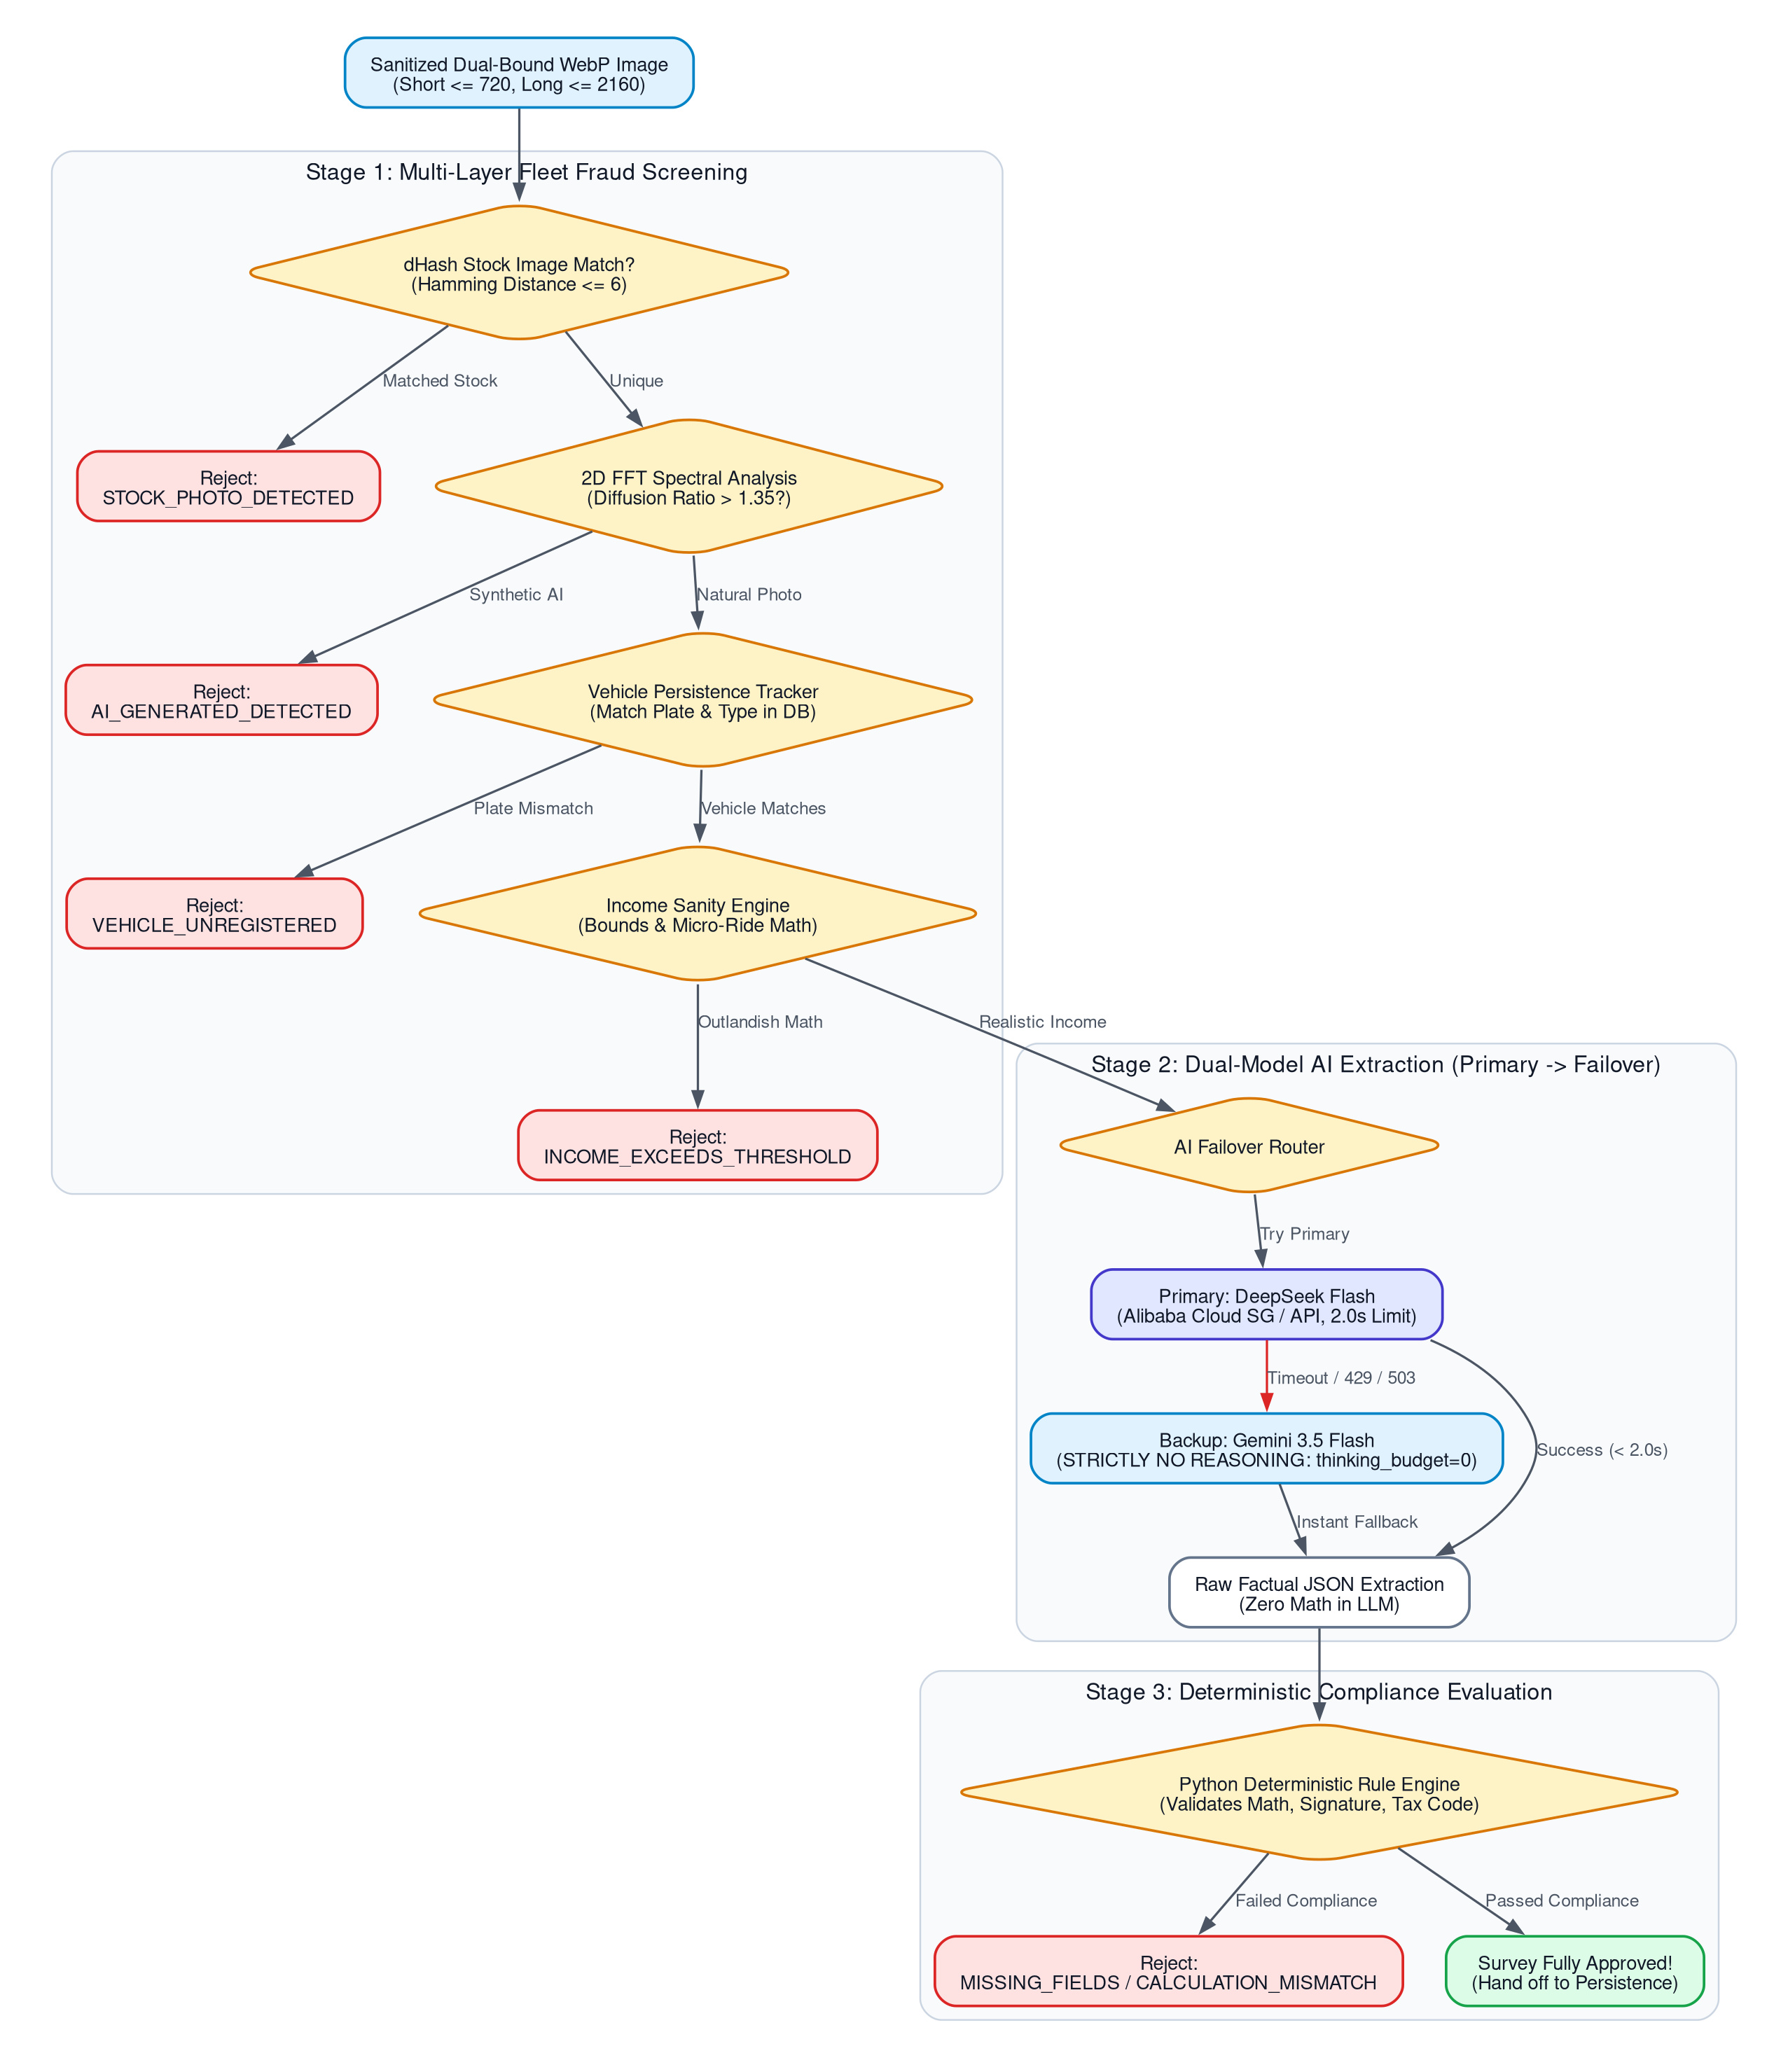 Sanitized Dual-Bound WebP Image
(Short <= 720, Long <= 2160)
Stage 1: Multi-Layer Fleet Fraud Screening
dHash Stock Image Match?
(Hamming Distance <= 6)
Matched Stock
Unique
Reject:
STOCK_PHOTO_DETECTED
2D FFT Spectral Analysis
(Diffusion Ratio > 1.35?)
Synthetic AI
Natural Photo
Reject:
AI_GENERATED_DETECTED
Vehicle Persistence Tracker
(Match Plate & Type in DB)
Plate Mismatch
Vehicle Matches
Reject:
VEHICLE_UNREGISTERED
Income Sanity Engine
(Bounds & Micro-Ride Math)
Outlandish Math
Realistic Income
Reject:
INCOME_EXCEEDS_THRESHOLD
Stage 2: Dual-Model AI Extraction (Primary -> Failover)
AI Failover Router
Try Primary
Primary: DeepSeek Flash
(Alibaba Cloud SG / API, 2.0s Limit)
Timeout / 429 / 503
Backup: Gemini 3.5 Flash
(STRICTLY NO REASONING: thinking_budget=0)
Success (< 2.0s)
Instant Fallback
Raw Factual JSON Extraction
(Zero Math in LLM)
Stage 3: Deterministic Compliance Evaluation
Python Deterministic Rule Engine
(Validates Math, Signature, Tax Code)
Failed Compliance
Passed Compliance
Reject:
MISSING_FIELDS / CALCULATION_MISMATCH
Survey Fully Approved!
(Hand off to Persistence)